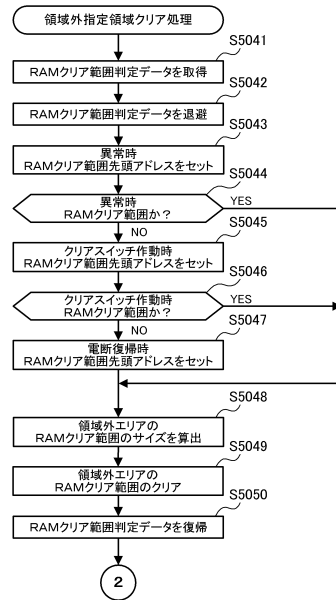 領域外指定領域クリア処理
S5041
RAMクリア範囲判定データを取得
S5042
RAMクリア範囲判定データを退避
S5043
異常時
RAMクリア範囲先頭アドレスをセット
S5044
異常時
RAMクリア範囲か？
YES
NO
S5045
クリアスイッチ作動時
RAMクリア範囲先頭アドレスをセット
S5046
クリアスイッチ作動時
RAMクリア範囲か？
YES
NO
S5047
電断復帰時
RAMクリア範囲先頭アドレスをセット
S5048
領域外エリアの
RAMクリア範囲のサイズを算出
S5049
領域外エリアの
RAMクリア範囲のクリア
S5050
RAMクリア範囲判定データを復帰
2